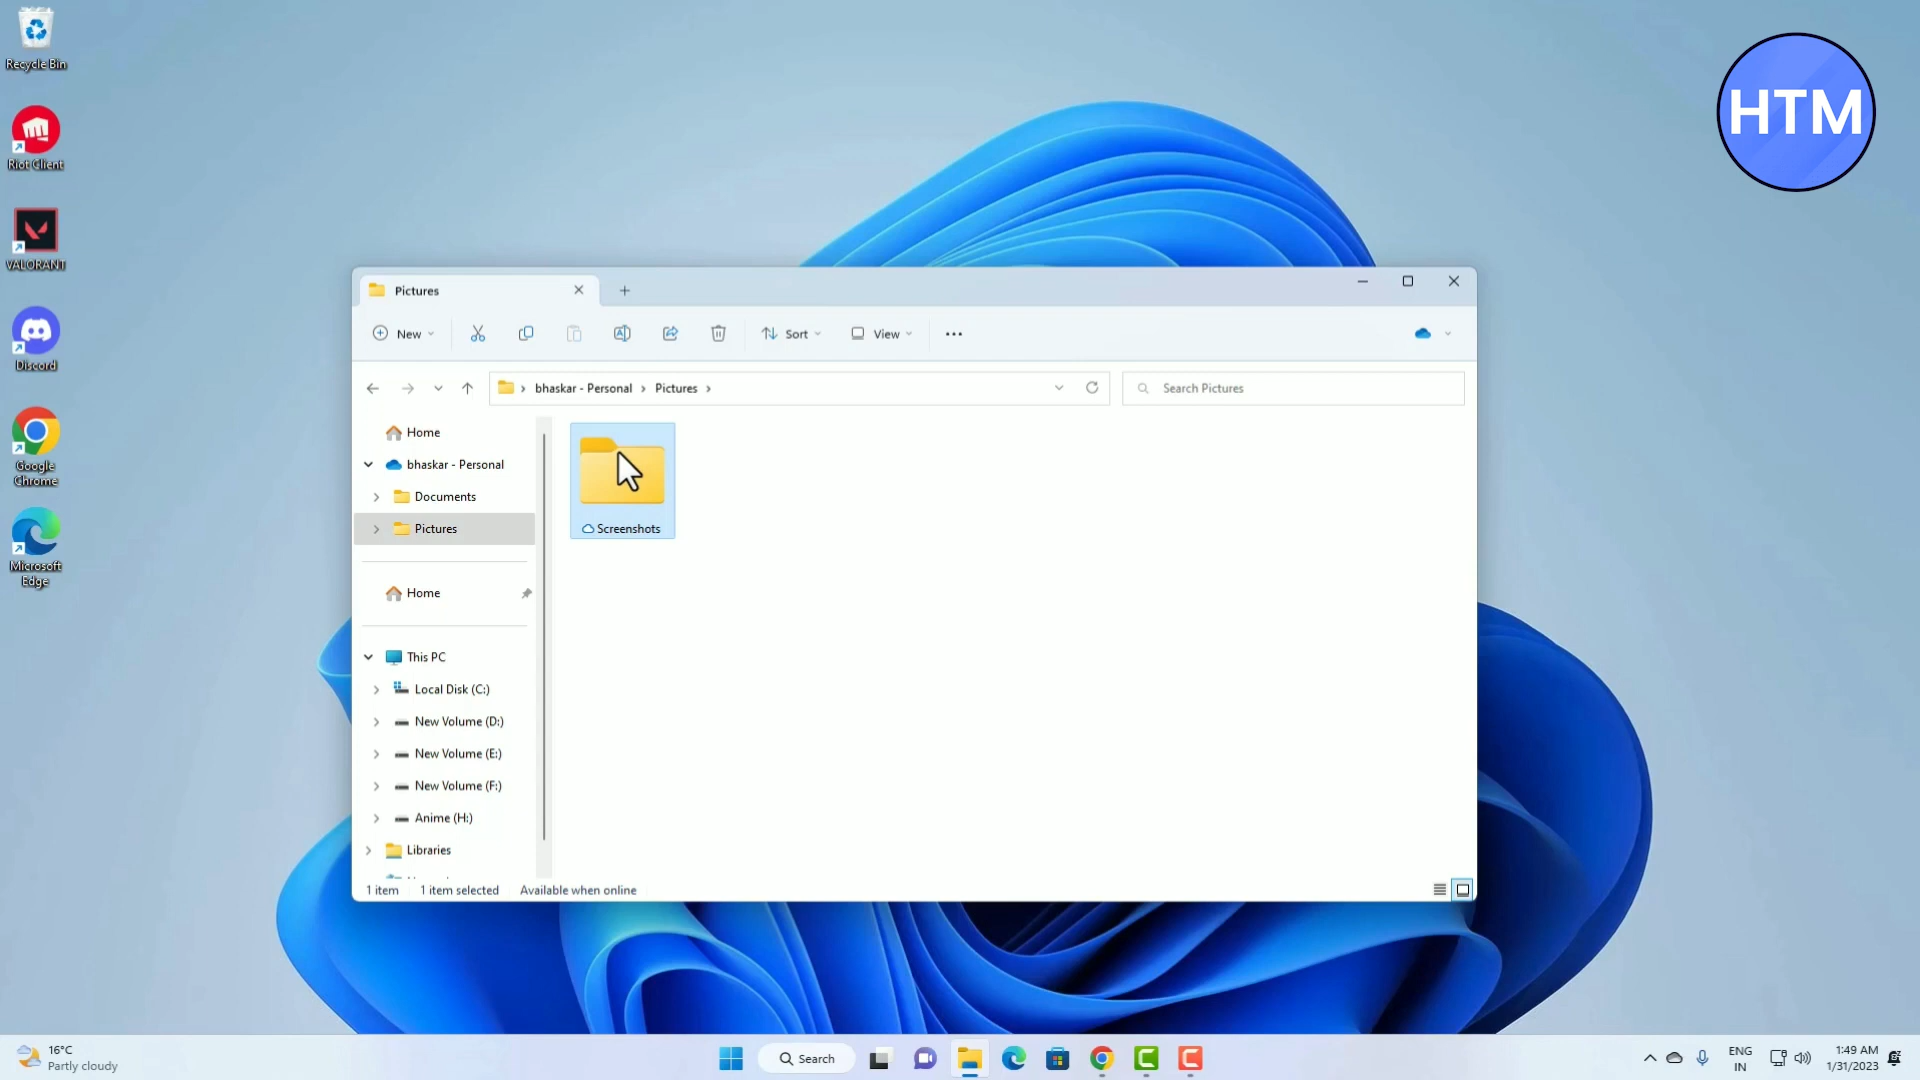 Recycle Bin
Riot Client
VALORANT
Discord
Google
Chrome
Microsoft
Edge
HTM
Pictures
New
Sort
View
bhaskar - Personal
Pictures
Search Pictures
Home
bhaskar - Personal
Documents
Pictures
Home
This PC
Local Disk (C:)
New Volume (D:)
New Volume (E:)
New Volume (F:)
Anime (H:)
Libraries
Screenshots
1 item
1 item selected
Available when online
16°C
Partly cloudy
Search
ENG
IN
1:49 AM
1/31/2023